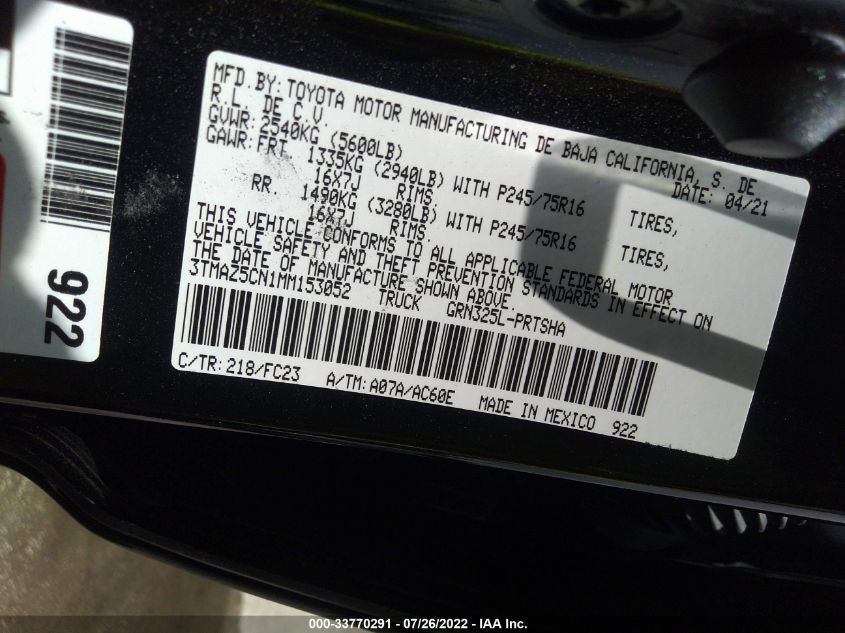 MFD.BY: TOYOTA MOTOR MANUFACTURING DE BAJA CALIFORNIA, S. DE
R.L. DE C.V. DATE: 04/21
GVWR: 2540KG (5600LB)
GAWR: FRT 1335KG (2940LB) WITH P245/75R16 TIRES,
16X7J RIMS.
RR 1490KG (3280LB) WITH P245/75R16 TIRES,
16X7J RIMS.
THIS VEHICLE CONFORMS TO ALL APPLICABLE FEDERAL MOTOR
VEHICLE SAFETY AND THEFT PREVENTION STANDARDS IN EFFECT ON
THE DATE OF MANUFACTURE SHOWN ABOVE.
3TMAZ5CN1MM153052 TRUCK GRN325L-PRTSHA
C/TR: 218/FC23 A/TM: A07A/AC60E MADE IN MEXICO 922
922
000-33770291 - 07/26/2022 - IAA Inc.